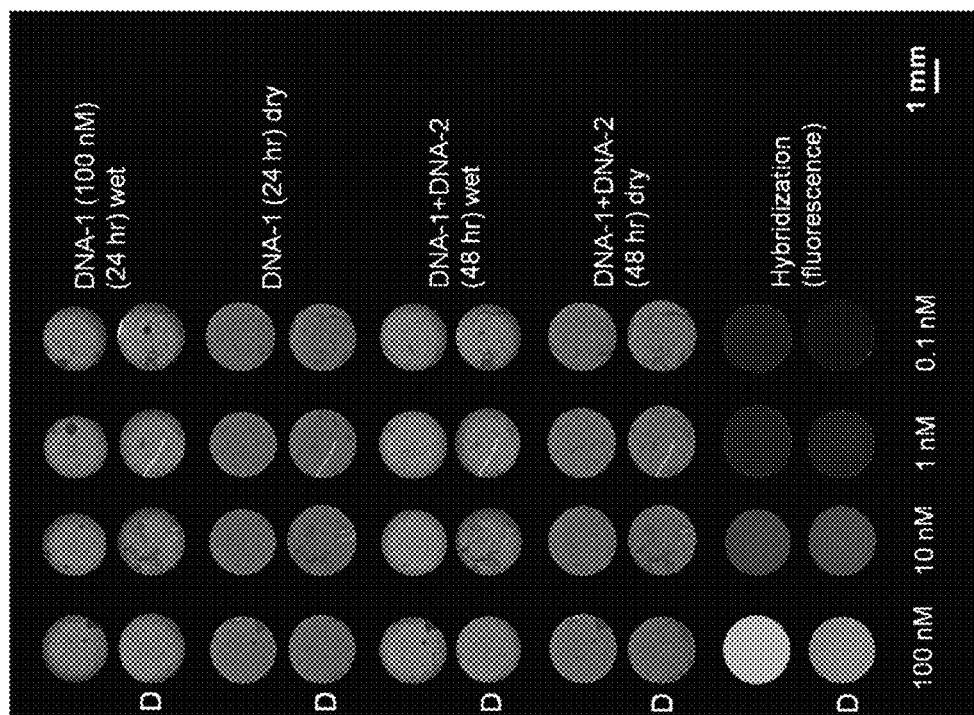 DNA-1 (100 nM)
(24 hr) wet
D
DNA-1 (24 hr) dry
D
DNA-1+DNA-2
(48 hr) wet
D
DNA-1+DNA-2
(48 hr) dry
D
Hybridization
(fluorescence)
D
100 nM 10 nM 1 nM 0.1 nM
1 mm